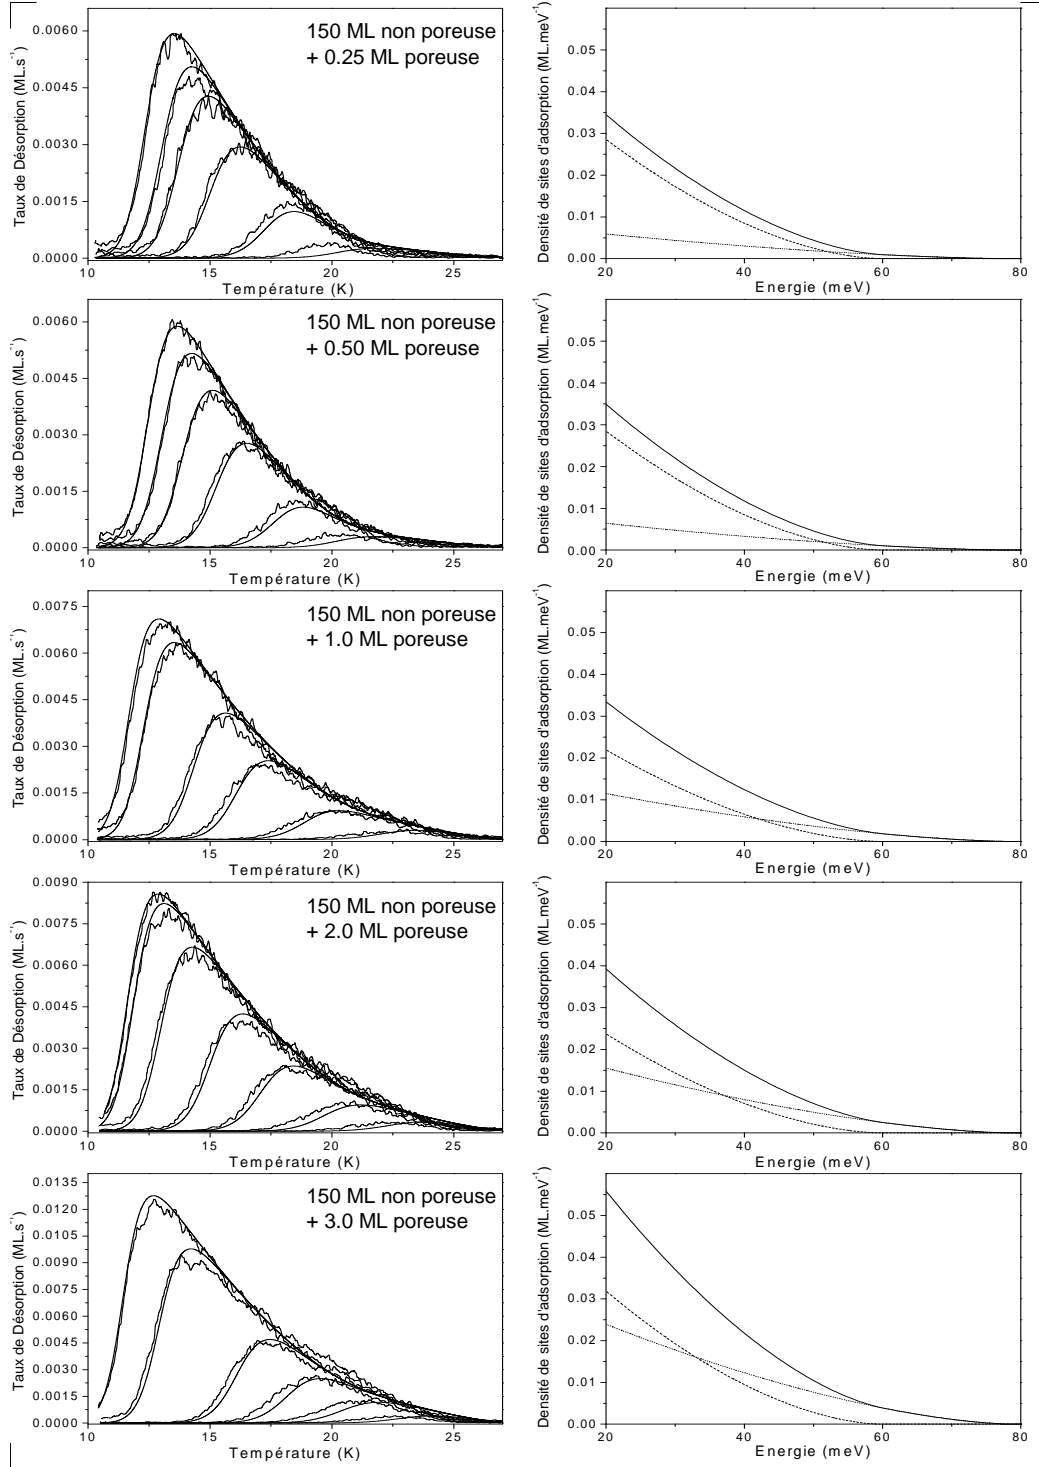 Taux de Désorption (ML.s⁻¹)
0.0060
0.0045
0.0030
0.0015
0.0000
10 15 20 25
Température (K)
150 ML non poreuse
+ 0.25 ML poreuse
Densité de sites d'adsorption (ML.meV⁻¹)
0.05
0.04
0.03
0.02
0.01
0.00
20 40 60 80
Energie (meV)
Taux de Désorption (ML.s⁻¹)
0.0060
0.0045
0.0030
0.0015
0.0000
10 15 20 25
Température (K)
150 ML non poreuse
+ 0.50 ML poreuse
Densité de sites d'adsorption (ML.meV⁻¹)
0.05
0.04
0.03
0.02
0.01
0.00
20 40 60 80
Energie (meV)
Taux de Désorption (ML.s⁻¹)
0.0075
0.0060
0.0045
0.0030
0.0015
0.0000
10 15 20 25
Température (K)
150 ML non poreuse
+ 1.0 ML poreuse
Densité de sites d'adsorption (ML.meV⁻¹)
0.05
0.04
0.03
0.02
0.01
0.00
20 40 60 80
Energie (meV)
Taux de Désorption (ML.s⁻¹)
0.0090
0.0075
0.0060
0.0045
0.0030
0.0015
0.0000
10 15 20 25
Température (K)
150 ML non poreuse
+ 2.0 ML poreuse
Densité de sites d'adsorption (ML.meV⁻¹)
0.05
0.04
0.03
0.02
0.01
0.00
20 40 60 80
Energie (meV)
Taux de Désorption (ML.s⁻¹)
0.0135
0.0120
0.0105
0.0090
0.0075
0.0060
0.0045
0.0030
0.0015
0.0000
10 15 20 25
Température (K)
150 ML non poreuse
+ 3.0 ML poreuse
Densité de sites d'adsorption (ML.meV⁻¹)
0.05
0.04
0.03
0.02
0.01
0.00
20 40 60 80
Energie (meV)